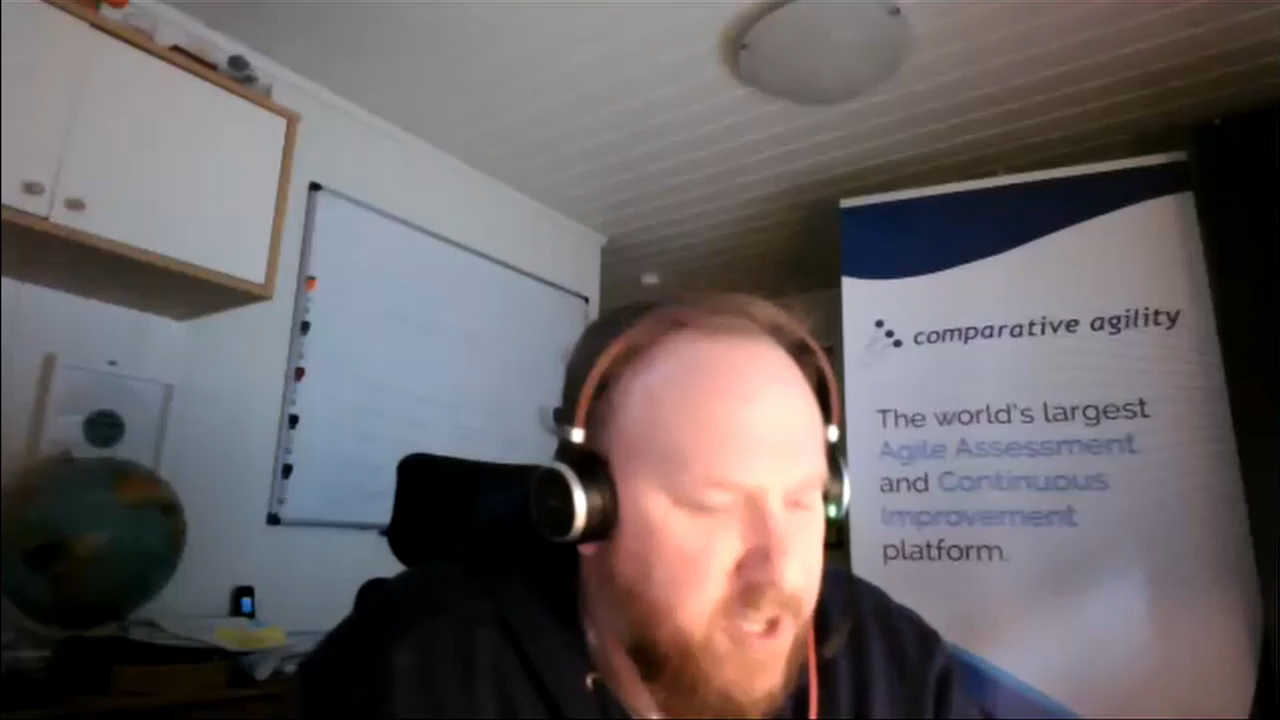 comparative agility
The world's largest
Agile Assessment
and Continuous
Improvement
platform.